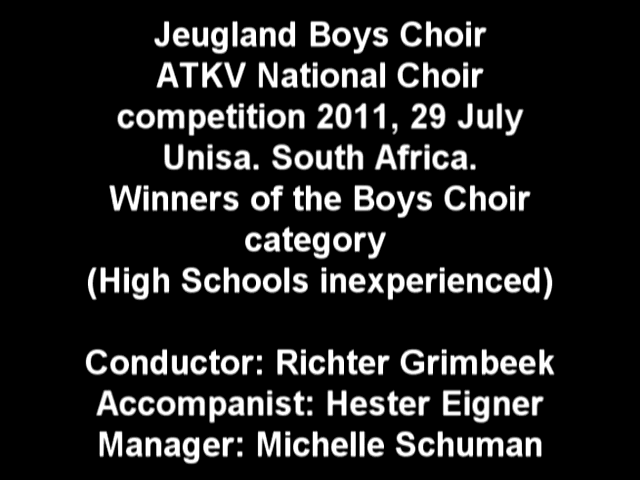 Jeugland Boys Choir
ATKV National Choir
competition 2011, 29 July
Unisa. South Africa.
Winners of the Boys Choir
category
(High Schools inexperienced)
Conductor: Richter Grimbeek
Accompanist: Hester Eigner
Manager: Michelle Schuman